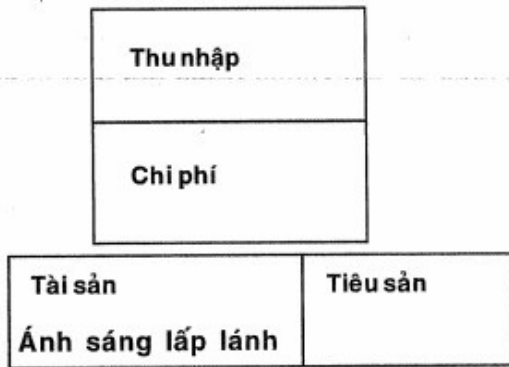 Thu nhập
Chi phí
Tài sản
Tiêu sản
Ánh sáng lấp lánh